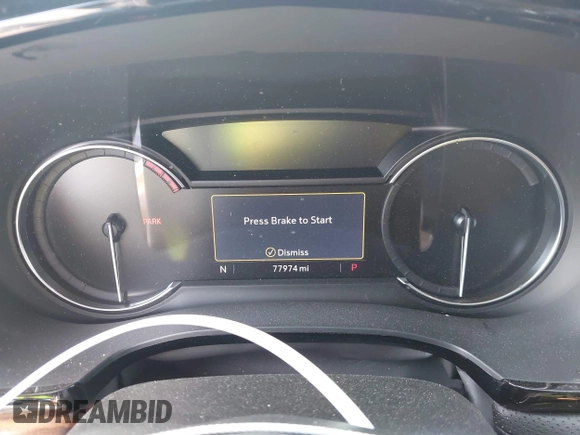 PARK
Press Brake to Start
Dismiss
N 77974 mi P
DREAMBID